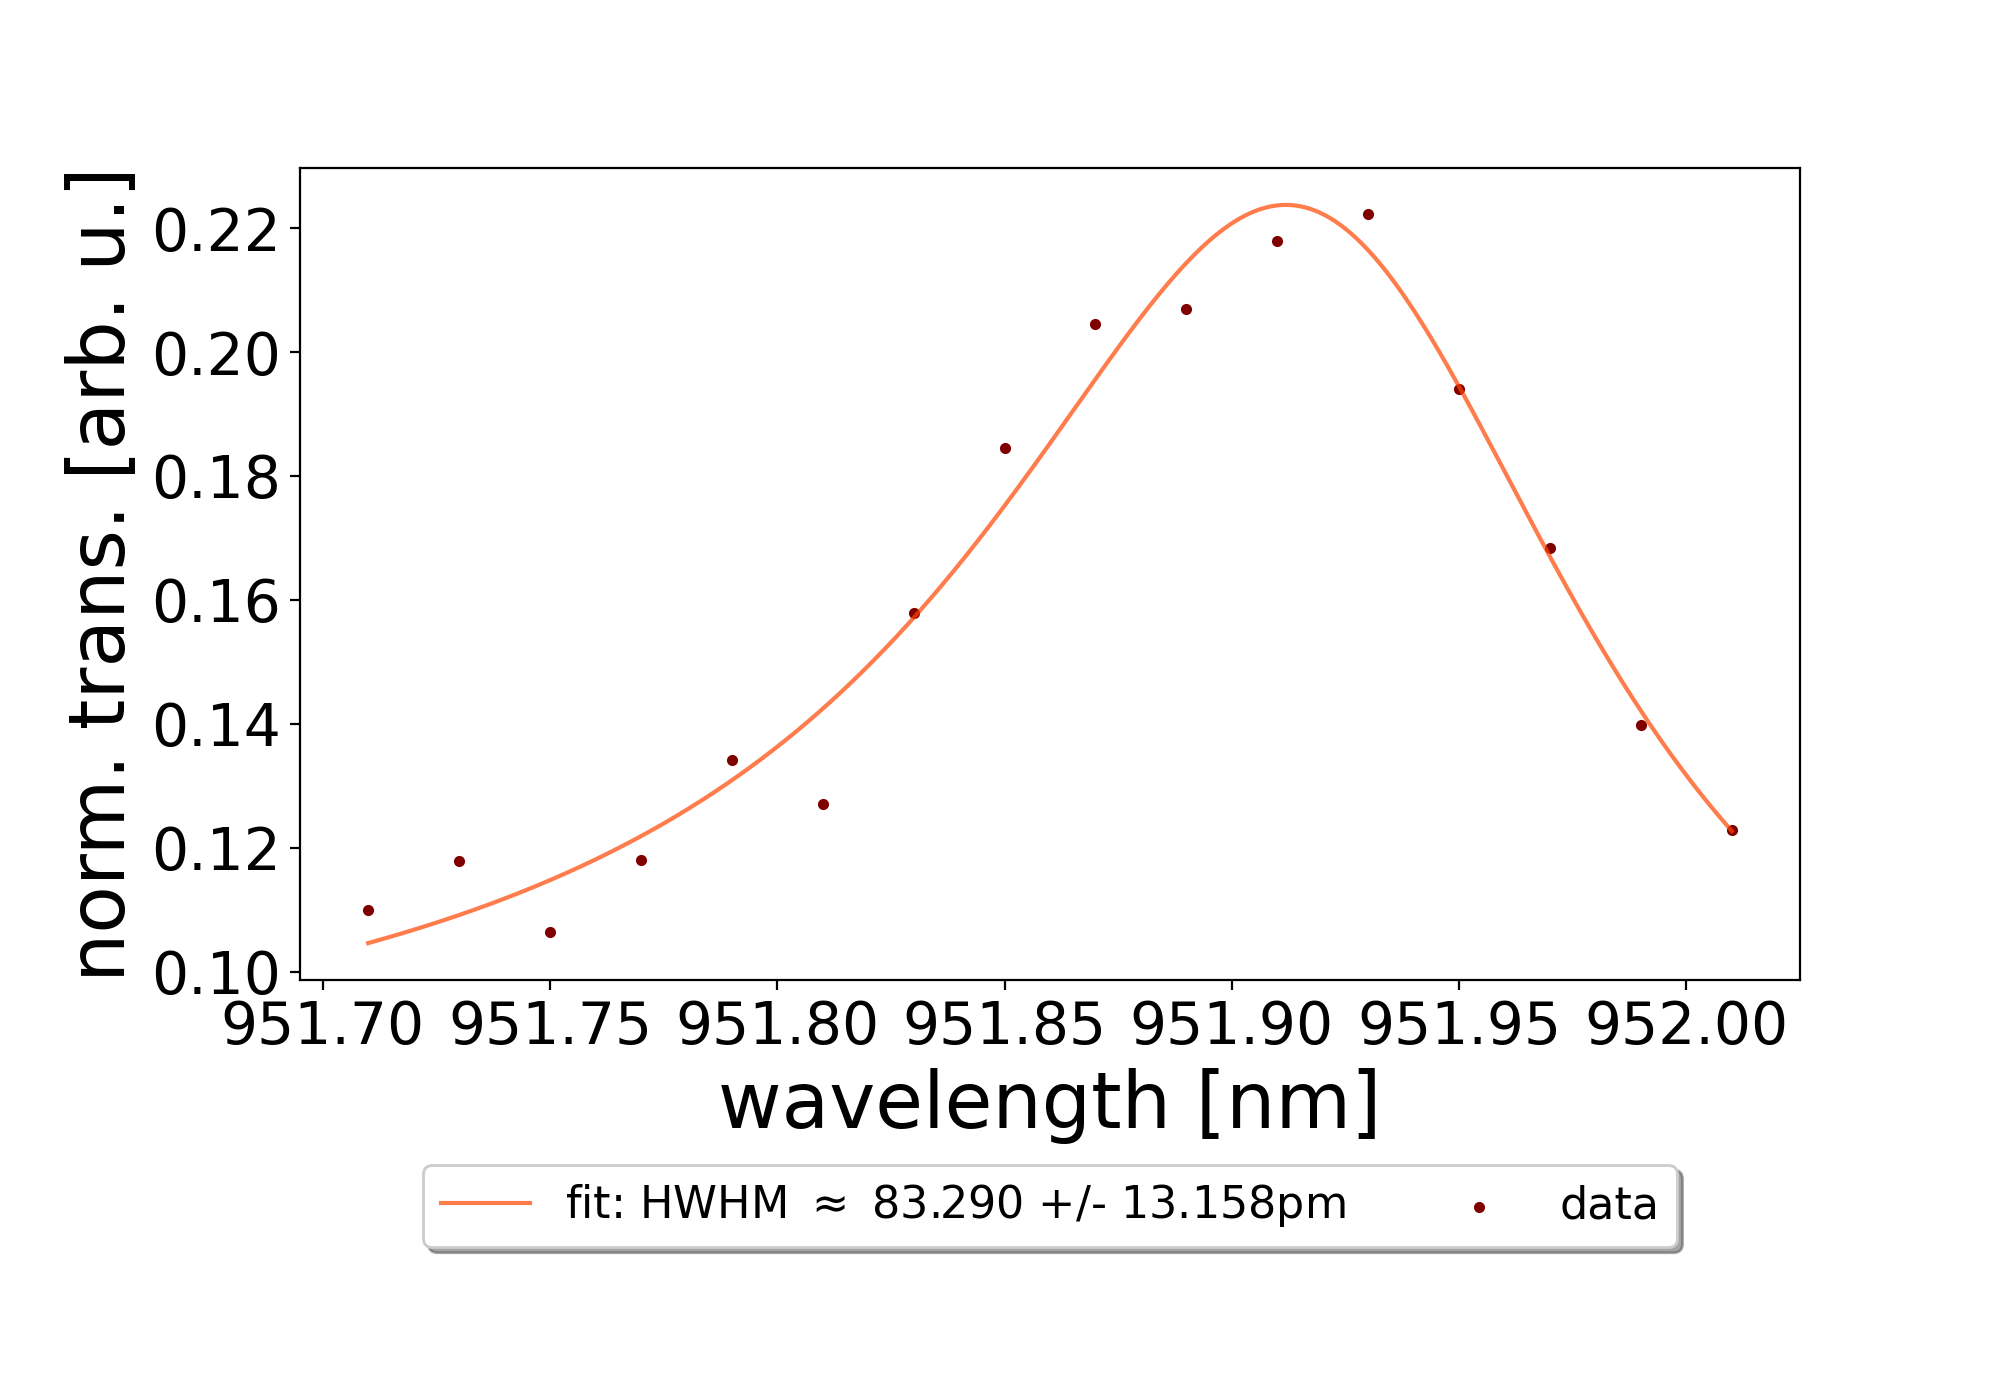 norm. trans. [arb. u.]
0.22
0.20
0.18
0.16
0.14
0.12
0.10
951.70 951.75 951.80 951.85 951.90 951.95 952.00
wavelength [nm]
fit: HWHM ≈ 83.290 +/- 13.158pm data